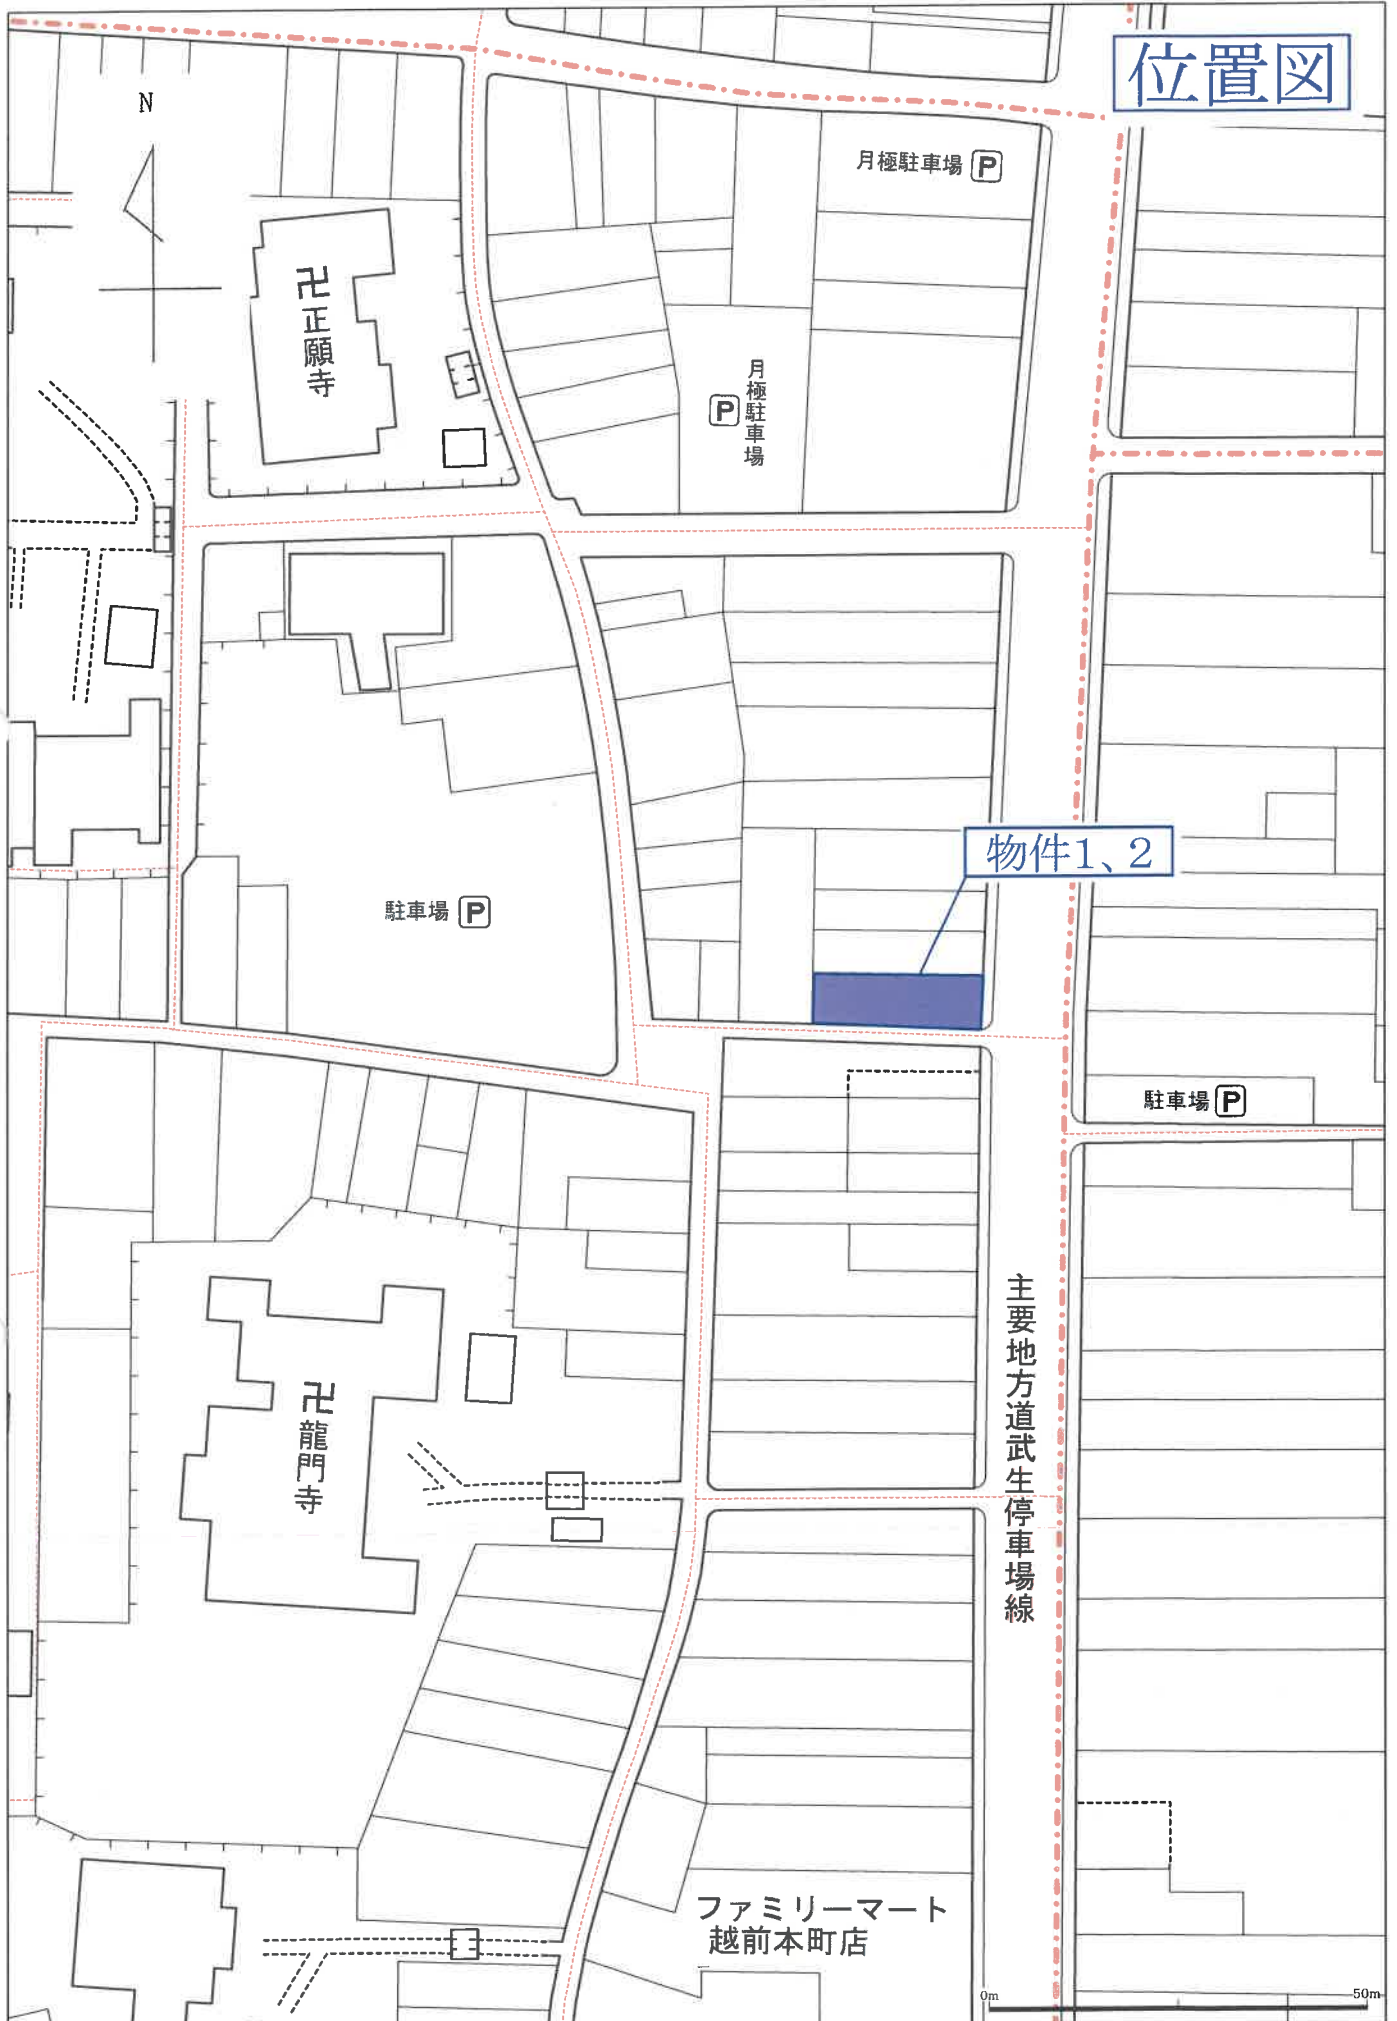 位置図
N
月極駐車場 P
卍正願寺
P 月極駐車場
物件1、2
駐車場 P
駐車場 P
主要地方道武生停車場線
卍龍門寺
ファミリーマート
越前本町店
0m
50m